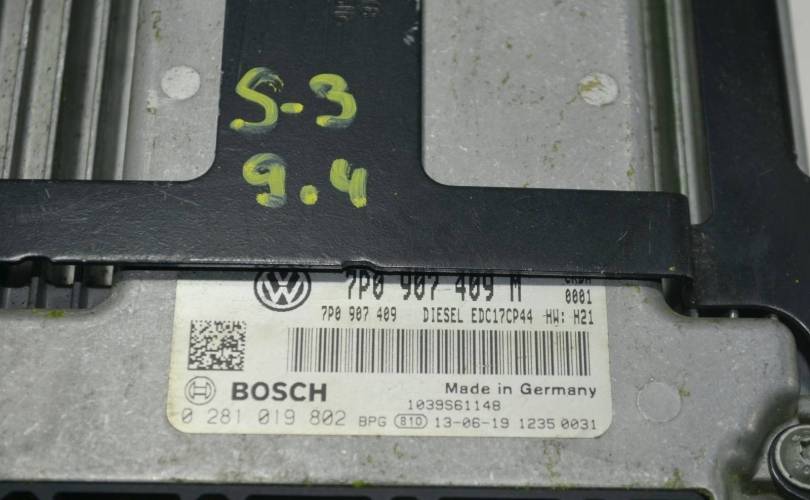 S-3
9.4
7P0 907 409 M
0001
7P0 907 409 DIESEL EDC17CP44 HW: H21
BOSCH
Made in Germany
1039S61148
0 281 019 802 BPG 810 13-06-19 1235 0031